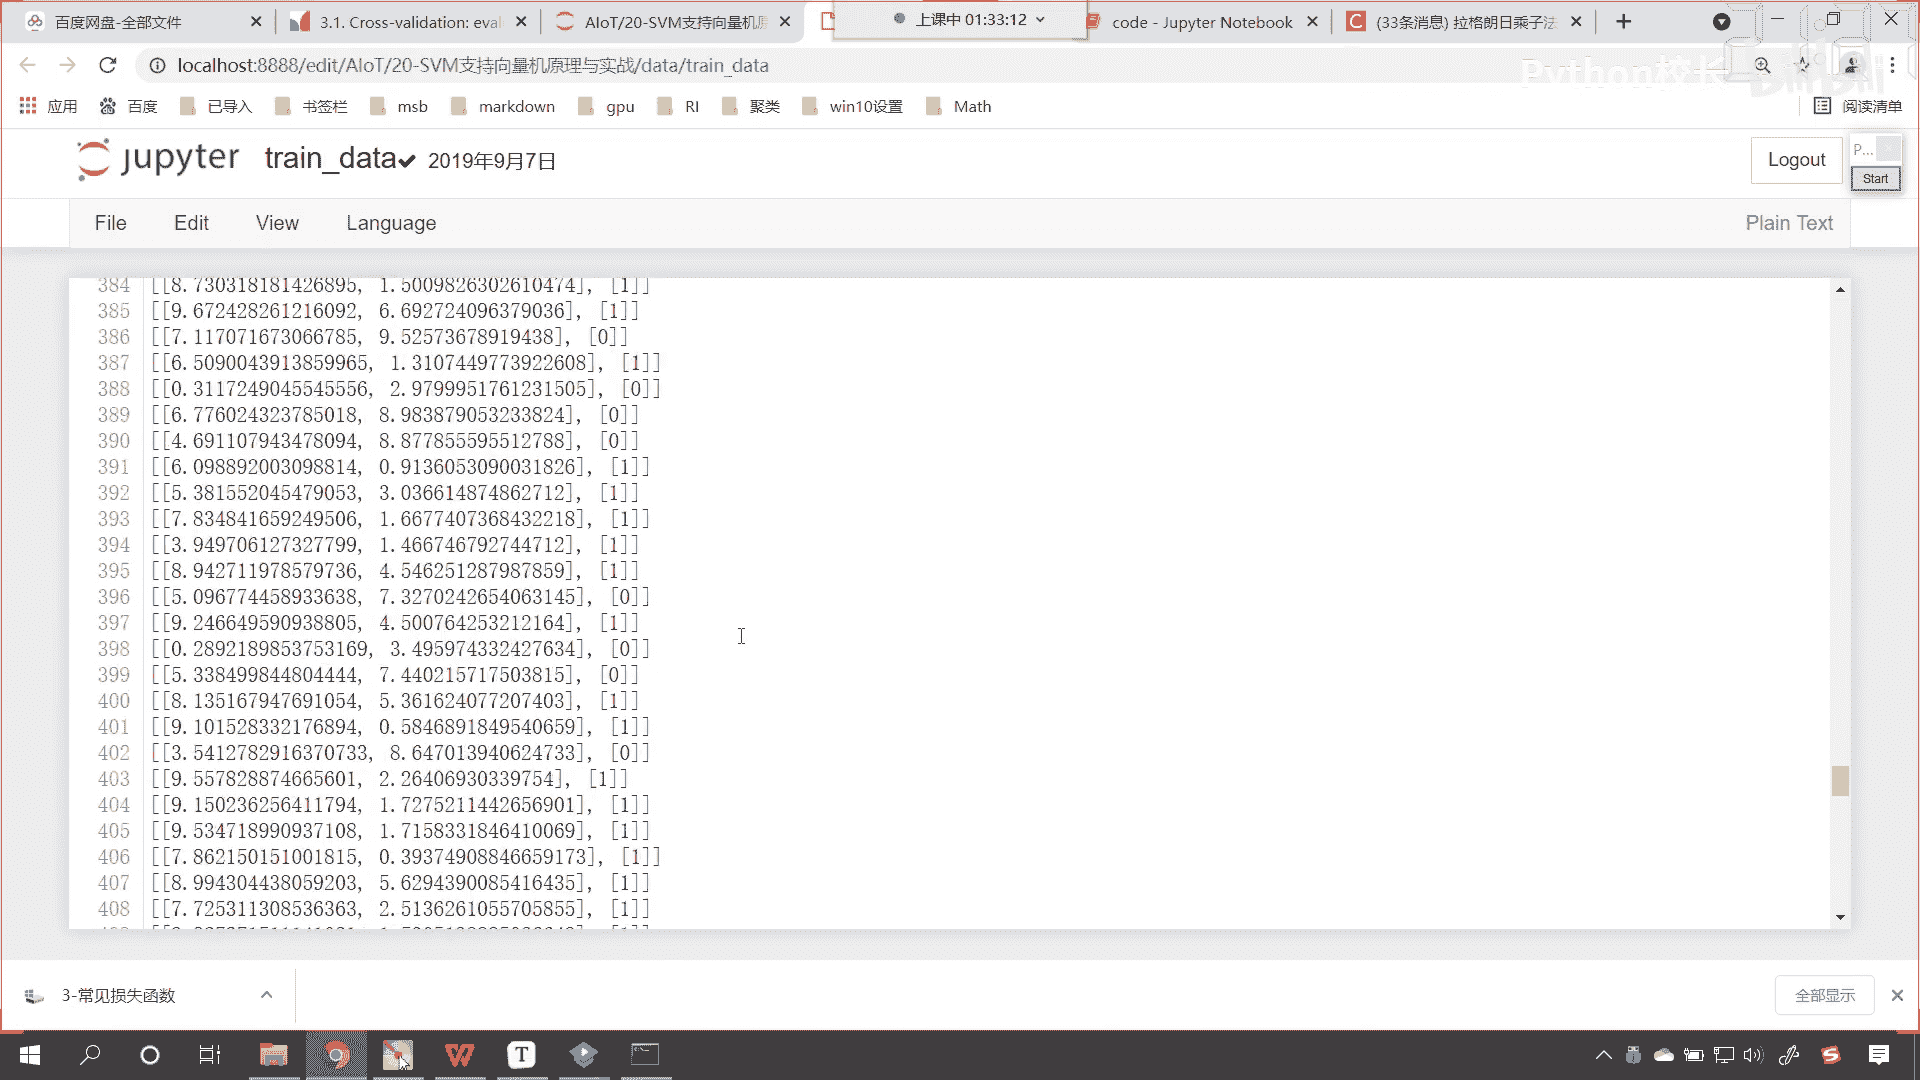 百度网盘-全部文件
3.1. Cross-validation: eval
AIoT/20-SVM支持向量机原
上课中 01:33:12
code - Jupyter Notebook
(33条消息) 拉格朗日乘子法
localhost:8888/edit/AIoT/20-SVM支持向量机原理与实战/data/train_data
Python校长
bilibili
应用 百度 已导入 书签栏 msb markdown gpu RI 聚类 win10设置 Math 阅读清单
jupyter train_data 2019年9月7日 Logout
P...
Start
File Edit View Language Plain Text
384 [[8.730318181426895, 1.5009826302610474], [1]]
385 [[9.672428261216092, 6.692724096379036], [1]]
386 [[7.117071673066785, 9.52573678919438], [0]]
387 [[6.5090043913859965, 1.3107449773922608], [1]]
388 [[0.3117249045545556, 2.9799951761231505], [0]]
389 [[6.776024323785018, 8.983879053233824], [0]]
390 [[4.691107943478094, 8.877855595512788], [0]]
391 [[6.098892003098814, 0.9136053090031826], [1]]
392 [[5.381552045479053, 3.036614874862712], [1]]
393 [[7.834841659249506, 1.6677407368432218], [1]]
394 [[3.949706127327799, 1.466746792744712], [1]]
395 [[8.942711978579736, 4.546251287987859], [1]]
396 [[5.096774458933638, 7.3270242654063145], [0]]
397 [[9.246649590938805, 4.500764253212164], [1]]
398 [[0.2892189853753169, 3.495974332427634], [0]]
399 [[5.338499844804444, 7.440215717503815], [0]]
400 [[8.135167947691054, 5.361624077207403], [1]]
401 [[9.101528332176894, 0.5846891849540659], [1]]
402 [[3.5412782916370733, 8.647013940624733], [0]]
403 [[9.557828874665601, 2.26406930339754], [1]]
404 [[9.150236256411794, 1.7275211442656901], [1]]
405 [[9.534718990937108, 1.7158331846410069], [1]]
406 [[7.862150151001815, 0.39374908846659173], [1]]
407 [[8.994304438059203, 5.6294390085416435], [1]]
408 [[7.725311308536363, 2.5136261055705855], [1]]
3-常见损失函数 全部显示